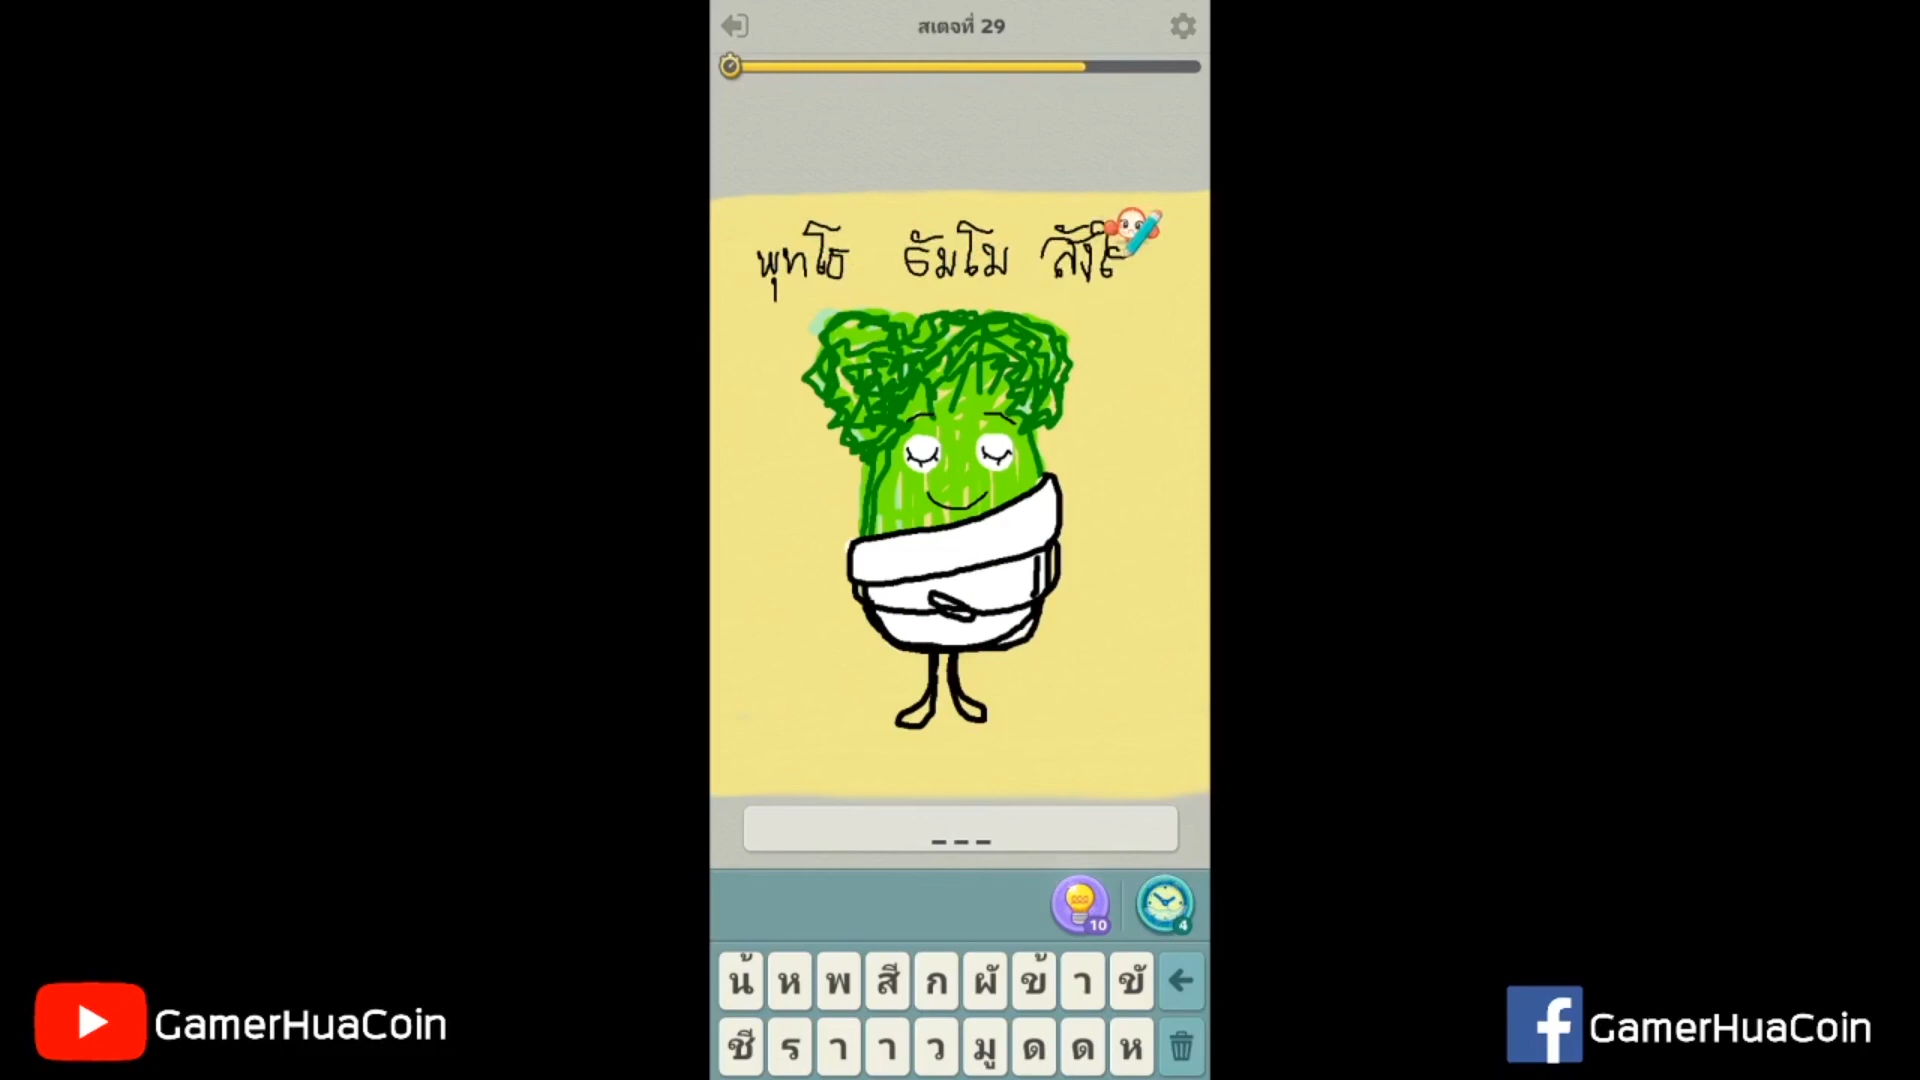 สเตจที่ 29
พุทโธ ธัมโม สัง
10
4
น้ ห พ สี ก ผั ข้ า ขั
ชี ร า า ว มู ด ด ห
GamerHuaCoin
GamerHuaCoin